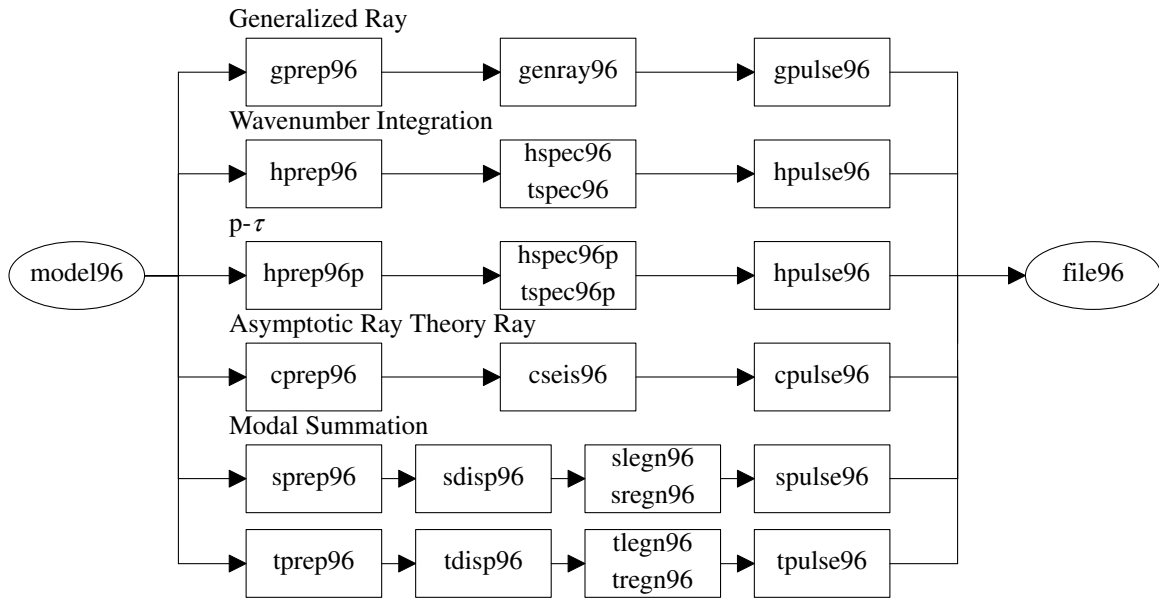 Generalized Ray
gprep96
genray96
gpulse96
Wavenumber Integration
hprep96
hspec96
tspec96
hpulse96
p-τ
model96
hprep96p
hspec96p
tspec96p
hpulse96
file96
Asymptotic Ray Theory Ray
cprep96
cseis96
cpulse96
Modal Summation
sprep96
sdisp96
slegn96
sregn96
spulse96
tprep96
tdisp96
tlegn96
tregn96
tpulse96